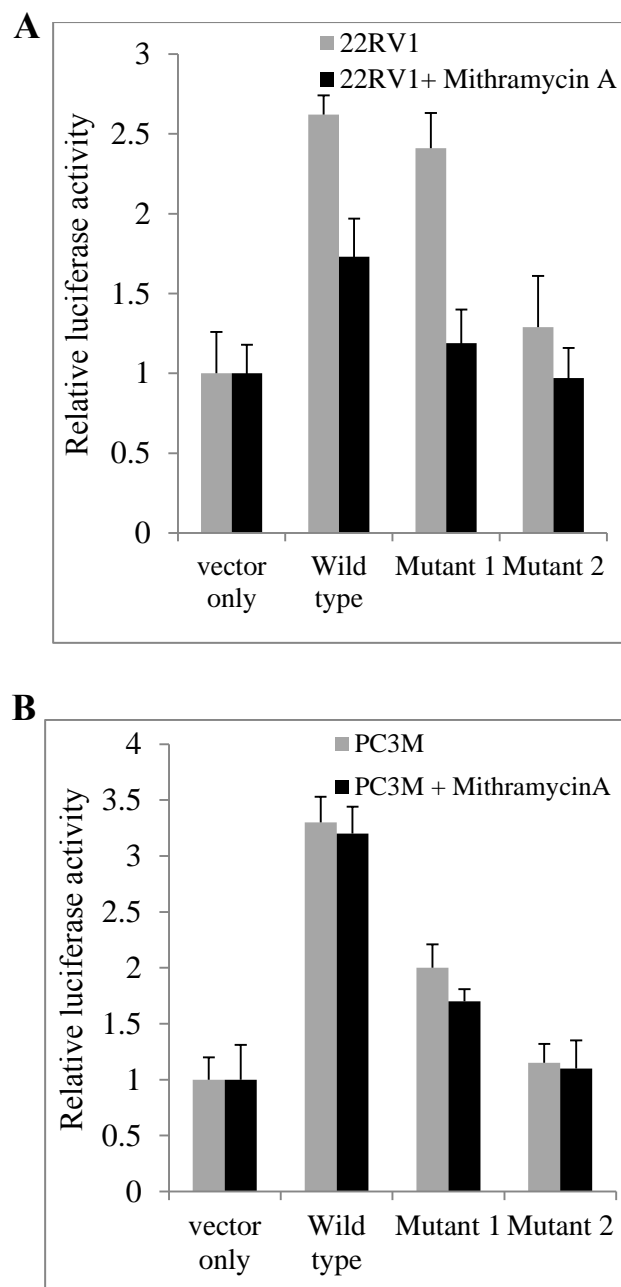 A
22RV1
22RV1+ Mithramycin A
Relative luciferase activity
3
2.5
2
1.5
1
0.5
0
vector only
Wild type
Mutant 1
Mutant 2
B
PC3M
PC3M + MithramycinA
Relative luciferase activity
4
3.5
3
2.5
2
1.5
1
0.5
0
vector only
Wild type
Mutant 1
Mutant 2